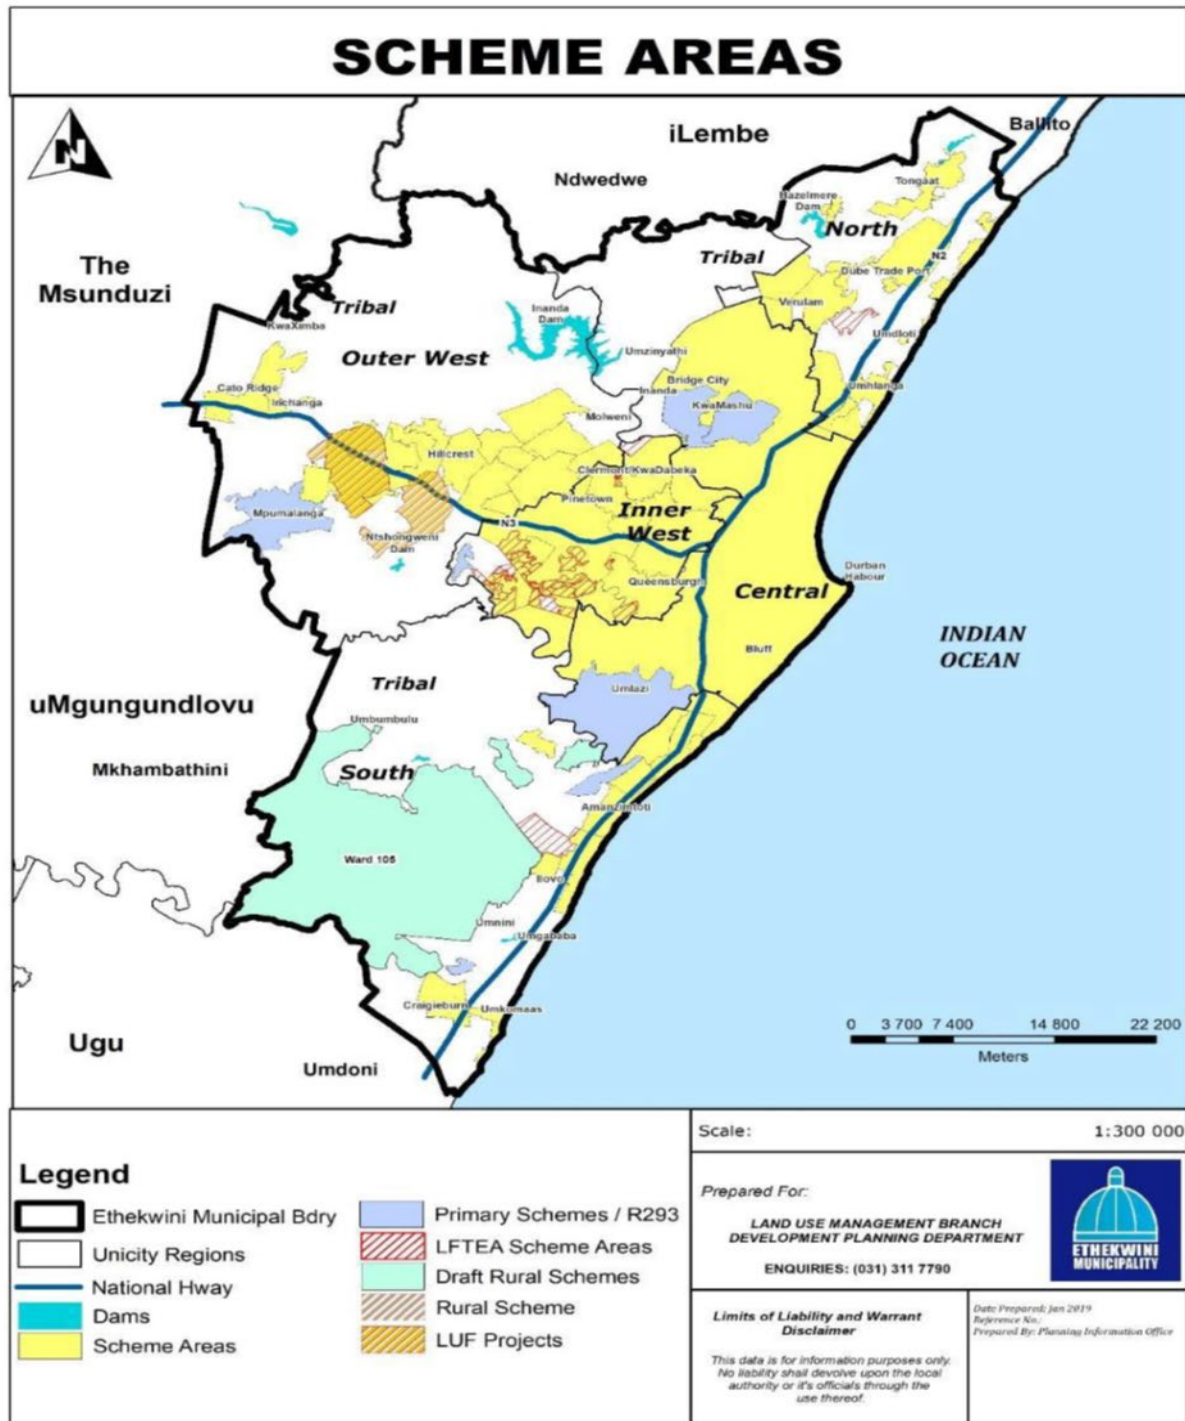 SCHEME AREAS
N
iLembe
Ballito
Ndwedwe
Tongaat
Hazelmere
Dam
North
The
Msunduzi
Tribal
N2
Dube Trade Port
Tribal
Verulam
Inanda
Dam
KwaXimba
Umdloti
Outer West
Umzinyathi
Bridge City
Cato Ridge
Inanda
Umhlanga
Inchanga
KwaMashu
Molweni
Hillcrest
Clermont/KwaDabeka
Pinetown
Inner
West
Mpumalanga
N3
Ntshongweni
Dam
Durban
Habour
Queensburgh
Central
INDIAN
OCEAN
Bluff
Tribal
Umlazi
uMgungundlovu
Umbumbulu
Mkhambathini
South
Amanzimtoti
Ward 105
Illovo
Umnini
Umgababa
Craigieburn
Umkomaas
0 3 700 7 400 14 800 22 200
Meters
Ugu
Umdoni
Legend
Ethekwini Municipal Bdry
Unicity Regions
National Hway
Dams
Scheme Areas
Primary Schemes / R293
LFTEA Scheme Areas
Draft Rural Schemes
Rural Scheme
LUF Projects
Scheme: 1:300 000
Prepared For:
LAND USE MANAGEMENT BRANCH
DEVELOPMENT PLANNING DEPARTMENT
ENQUIRIES: (031) 311 7790
ETHEKWINI
MUNICIPALITY
Limits of Liability and Warrant
Disclaimer
This data is for information purposes only.
No liability shall devolve upon the local
authority or it's officials through the
use thereof.
Date Prepared: Jan 2019
Reference No.:
Prepared By: Planning Information Office